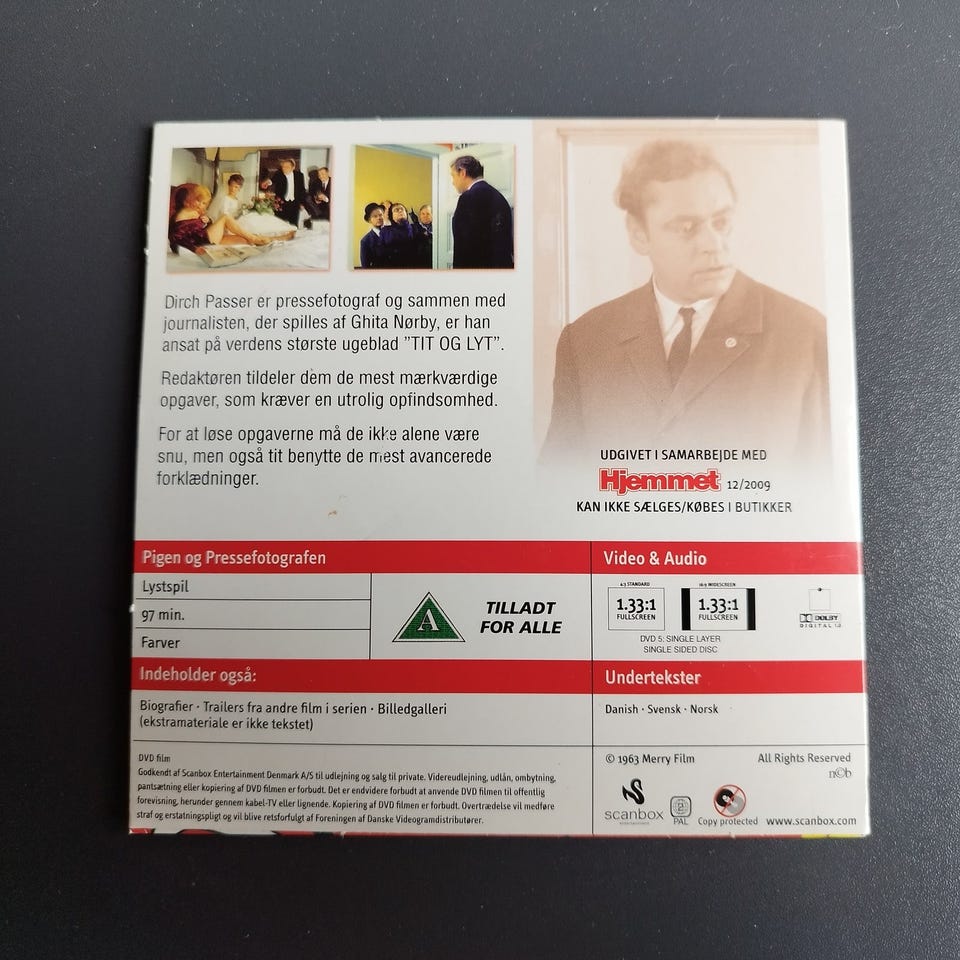 Dirch Passer er pressefotograf og sammen med
journalisten, der spilles af Ghita Nørby, er han
ansat på verdens største ugeblad "TIT OG LYT".
Redaktøren tildeler dem de mest mærkværdige
opgaver, som kræver en utrolig opfindsomhed.
For at løse opgaverne må de ikke alene være
snu, men også tit benytte de mest avancerede
forklædninger.
UDGIVET I SAMARBEJDE MED
Hjemmet 12/2009
KAN IKKE SÆLGES/KØBES I BUTIKKER
Pigen og Pressefotografen
Lystspil
97 min.
Farver
A
TILLADT
FOR ALLE
Video & Audio
4:3 STANDARD
1.33:1
FULLSCREEN
16:9 WIDESCREEN
1.33:1
FULLSCREEN
DVD 5: SINGLE LAYER
SINGLE SIDED DISC
DOLBY
DIGITAL 1.0
Indeholder også:
Biografier · Trailers fra andre film i serien · Billedgalleri
(ekstramateriale er ikke tekstet)
Undertekster
Danish · Svensk · Norsk
DVD film
Godkendt af Scanbox Entertainment Denmark A/S til udlejning og salg til private. Videreudlejning, udlån, ombytning,
pantsætning eller kopiering af DVD filmen er forbudt. Det er endvidere forbudt at anvende DVD filmen til offentlig
forevisning, herunder gennem kabel-TV eller lignende. Kopiering af DVD filmen er forbudt. Overtrædelse vil medføre
straf og erstatningspligt og vil blive retsforfulgt af Foreningen af Danske Videogramdistributører.
© 1963 Merry Film
All Rights Reserved
n©b
scanbox
2
PAL
Copy protected
www.scanbox.com